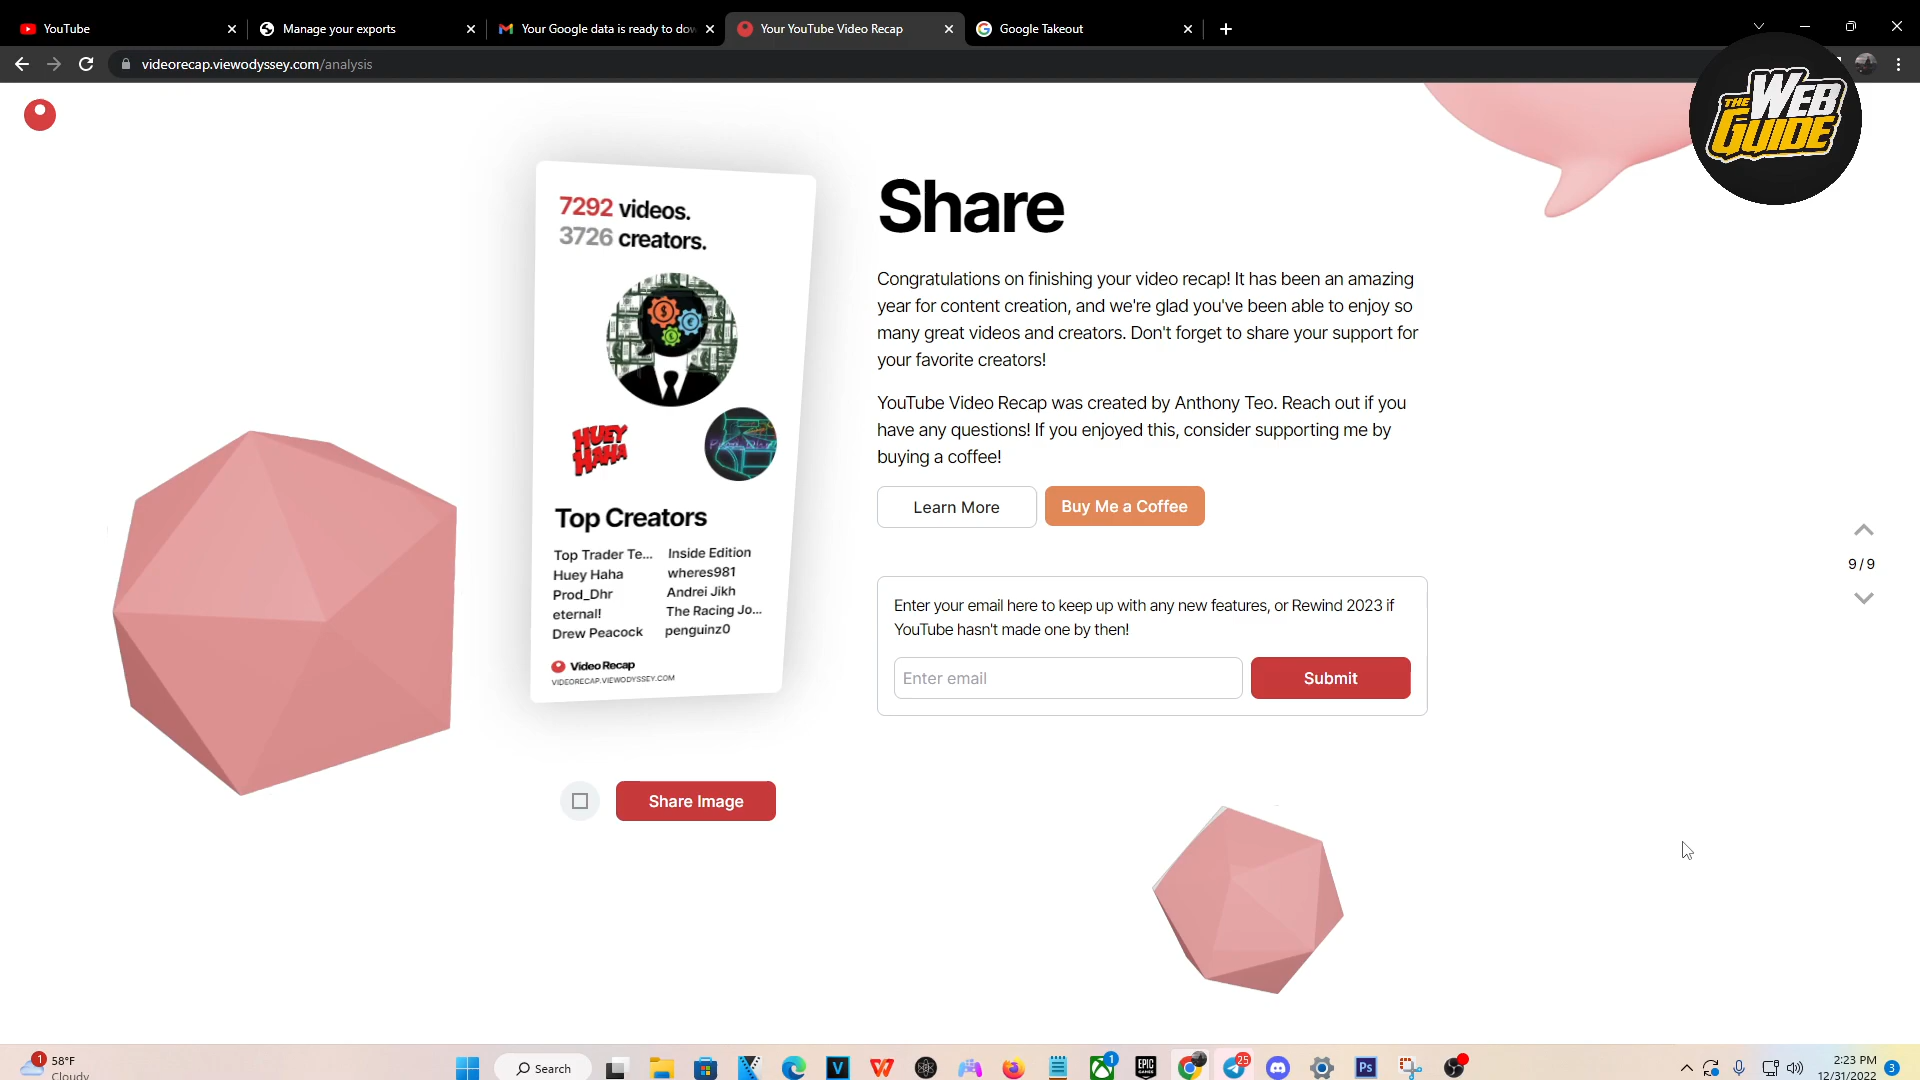 YouTube
Manage your exports
Your Google data is ready to dow
Your YouTube Video Recap
Google Takeout
videorecap.viewodyssey.com/analysis
THE WEB GUIDE
7292 videos.
3726 creators.
HUEY HAHA
Top Creators
Top Trader Te... Inside Edition
Huey Haha wheres981
Prod_Dhr Andrei Jikh
eternal! The Racing Jo...
Drew Peacock penguinz0
Video Recap
VIDEORECAP.VIEWODYSSEY.COM
Share Image
Share
Congratulations on finishing your video recap! It has been an amazing
year for content creation, and we're glad you've been able to enjoy so
many great videos and creators. Don't forget to share your support for
your favorite creators!
YouTube Video Recap was created by Anthony Teo. Reach out if you
have any questions! If you enjoyed this, consider supporting me by
buying a coffee!
Learn More Buy Me a Coffee
Enter your email here to keep up with any new features, or Rewind 2023 if
YouTube hasn't made one by then!
Enter email Submit
9/9
1 58°F
Cloudy
Search
V
1
EPIC GAMES
25
Ps
2:23 PM
12/31/2022
3